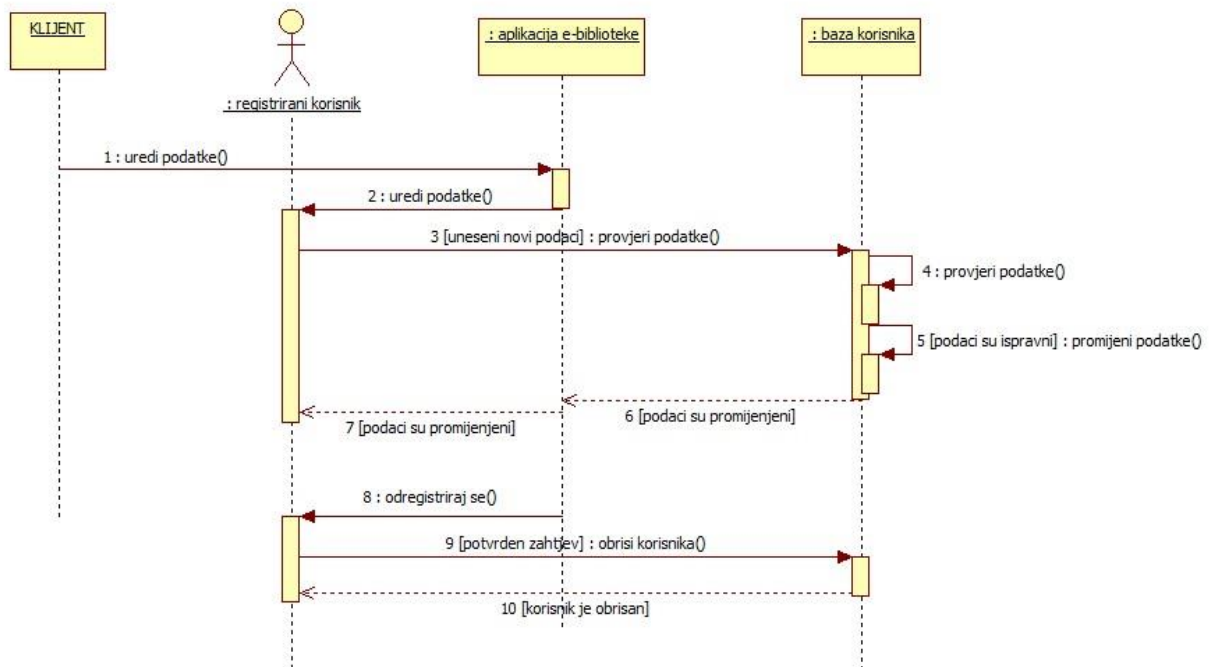 KLIJENT
: aplikacija e-biblioteke
: baza korisnika
: registrirani korisnik
1 : uredi podatke()
2 : uredi podatke()
3 [uneseni novi podaci] : provjeri podatke()
4 : provjeri podatke()
5 [podaci su ispravni] : promijeni podatke()
6 [podaci su promijenjeni]
7 [podaci su promijenjeni]
8 : odregistriraj se()
9 [potvrden zahtjev] : obrisi korisnika()
10 [korisnik je obrisan]